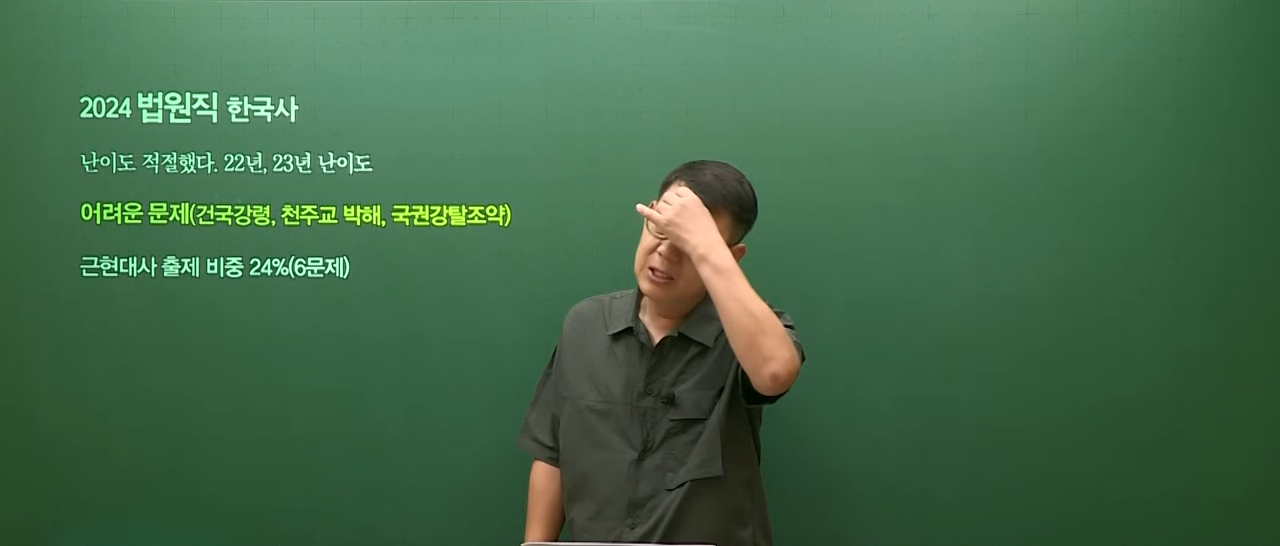 2024 법원직 한국사
난이도 적절했다. 22년, 23년 난이도
어려운 문제(건국강령, 천주교 박해, 국권강탈조약)
근현대사 출제 비중 24%(6문제)